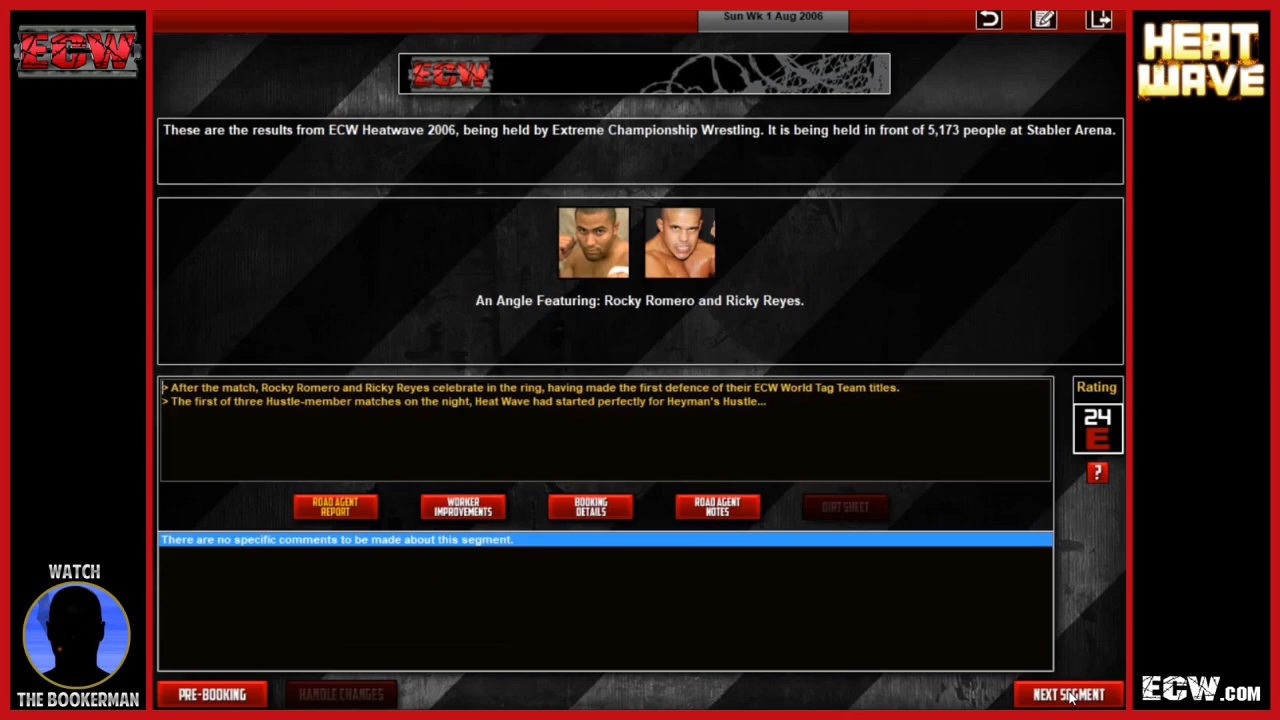 ECW
Sun Wk 1 Aug 2006
HEAT
WAVE
ECW
These are the results from ECW Heatwave 2006, being held by Extreme Championship Wrestling. It is being held in front of 5,173 people at Stabler Arena.
An Angle Featuring: Rocky Romero and Ricky Reyes.
> After the match, Rocky Romero and Ricky Reyes celebrate in the ring, having made the first defence of their ECW World Tag Team titles.
> The first of three Hustle-member matches on the night, Heat Wave had started perfectly for Heyman's Hustle...
Rating
24
E
?
ROAD AGENT
REPORT
WORKER
IMPROVEMENTS
BOOKING
DETAILS
ROAD AGENT
NOTES
DIRT SHEET
There are no specific comments to be made about this segment.
WATCH
THE BOOKERMAN
PRE-BOOKING
HANDLE CHANGES
NEXT SEGMENT
ECW.COM